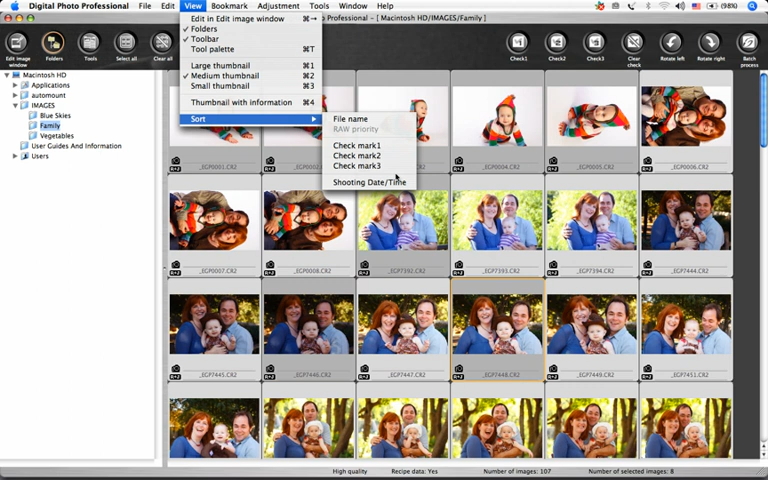 Digital Photo Professional File Edit View Bookmark Adjustment Tools Window Help (98%)
o Professional - [ Macintosh HD/IMAGES/Family ]
Edit image window
Folders
Tools
Select all
Clear all
Check1
Check2
Check3
Clear check
Rotate left
Rotate right
Batch process
Edit in Edit image window
Folders
Toolbar
Tool palette ⌘T
Large thumbnail ⌘1
Medium thumbnail ⌘2
Small thumbnail ⌘3
Thumbnail with information ⌘4
Sort
File name
RAW priority
Check mark1
Check mark2
Check mark3
Shooting Date/Time
Macintosh HD
Applications
automount
IMAGES
Blue Skies
Family
Vegetables
User Guides And Information
Users
_EGP0004.CR2 _EGP0005.CR2 _EGP0006.CR2
_EGP0007.CR2 _EGP0008.CR2 _EGP7392.CR2 _EGP7393.CR2 _EGP7394.CR2 _EGP7444.CR2
_EGP7445.CR2 _EGP7446.CR2 _EGP7447.CR2 _EGP7448.CR2 _EGP7449.CR2 _EGP7451.CR2
High quality Recipe data: Yes Number of images: 107 Number of selected images: 8